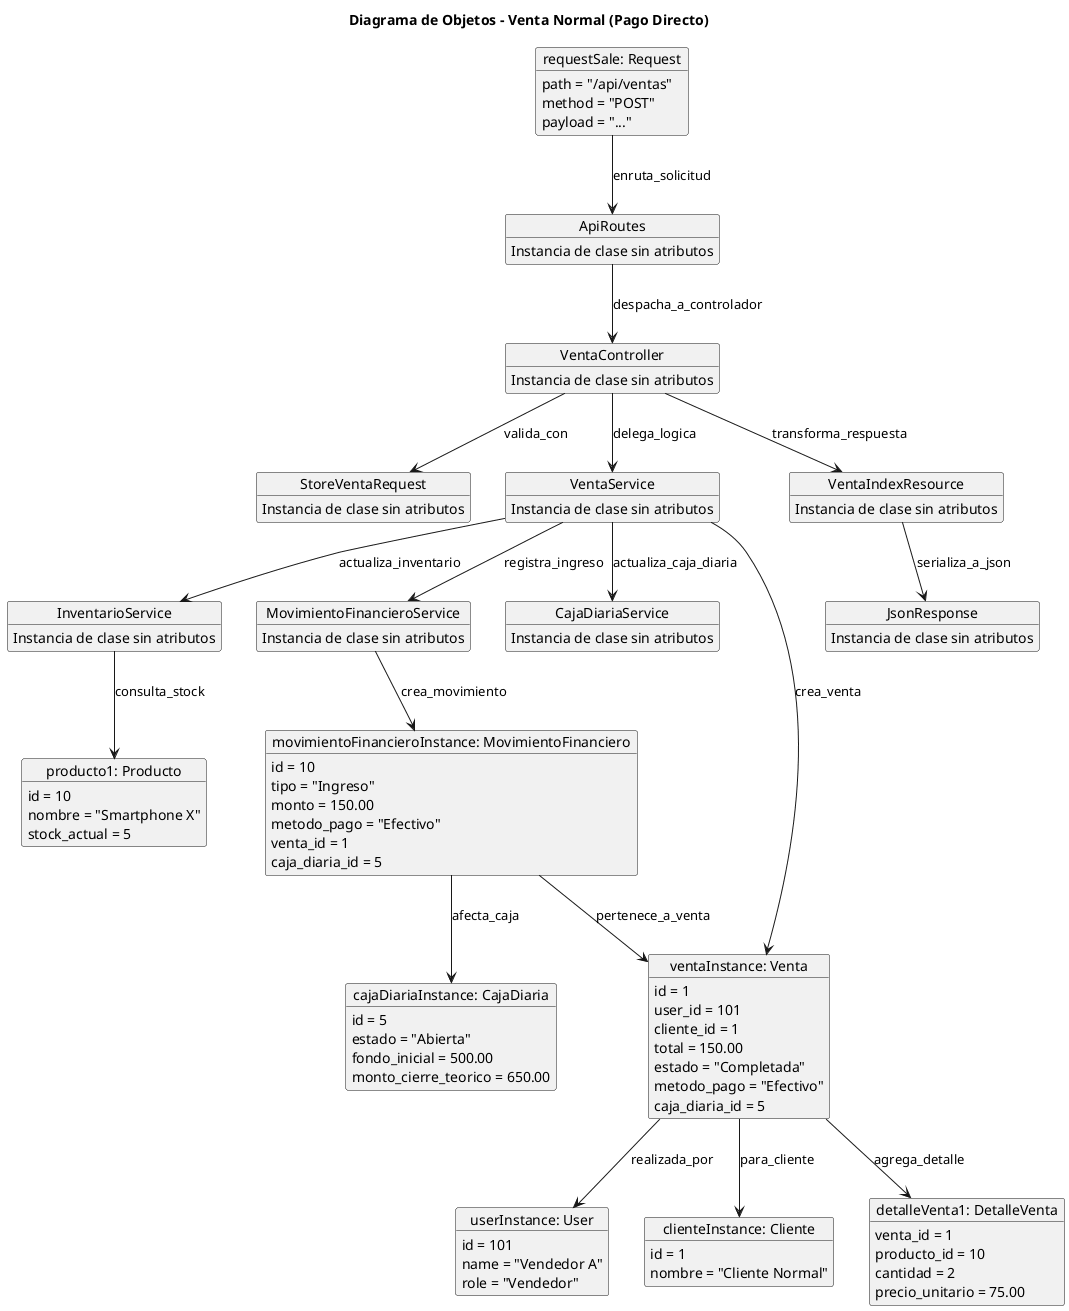 Diagrama de Objetos - Venta Normal (Pago Directo)
requestSale: Request
path = "/api/ventas"
method = "POST"
payload = "..."
enruta_solicitud
ApiRoutes
Instancia de clase sin atributos
despacha_a_controlador
VentaController
Instancia de clase sin atributos
valida_con
delega_logica
transforma_respuesta
StoreVentaRequest
Instancia de clase sin atributos
VentaService
Instancia de clase sin atributos
VentaIndexResource
Instancia de clase sin atributos
actualiza_inventario
registra_ingreso
actualiza_caja_diaria
serializa_a_json
InventarioService
Instancia de clase sin atributos
MovimientoFinancieroService
Instancia de clase sin atributos
CajaDiariaService
Instancia de clase sin atributos
JsonResponse
Instancia de clase sin atributos
consulta_stock
crea_movimiento
crea_venta
producto1: Producto
id = 10
nombre = "Smartphone X"
stock_actual = 5
movimientoFinancieroInstance: MovimientoFinanciero
id = 10
tipo = "Ingreso"
monto = 150.00
metodo_pago = "Efectivo"
venta_id = 1
caja_diaria_id = 5
afecta_caja
pertenece_a_venta
cajaDiariaInstance: CajaDiaria
id = 5
estado = "Abierta"
fondo_inicial = 500.00
monto_cierre_teorico = 650.00
ventaInstance: Venta
id = 1
user_id = 101
cliente_id = 1
total = 150.00
estado = "Completada"
metodo_pago = "Efectivo"
caja_diaria_id = 5
realizada_por
para_cliente
agrega_detalle
userInstance: User
id = 101
name = "Vendedor A"
role = "Vendedor"
clienteInstance: Cliente
id = 1
nombre = "Cliente Normal"
detalleVenta1: DetalleVenta
venta_id = 1
producto_id = 10
cantidad = 2
precio_unitario = 75.00